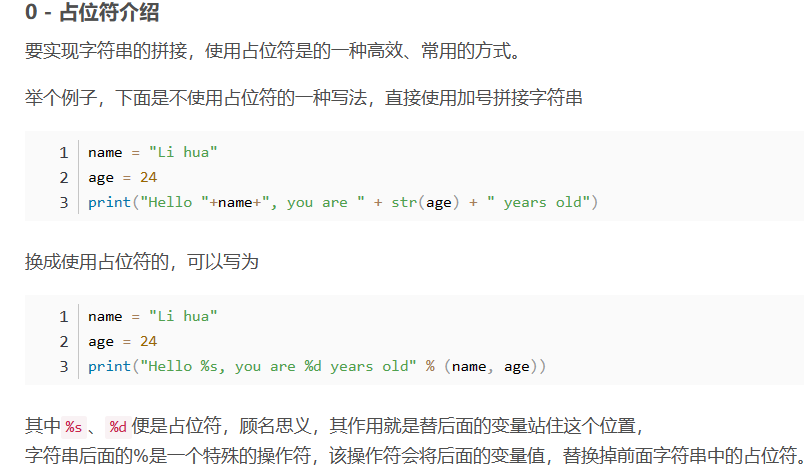 0 - 占位符介绍
要实现字符串的拼接，使用占位符是的一种高效、常用的方式。
举个例子，下面是不使用占位符的一种写法，直接使用加号拼接字符串
1 name = "Li hua"
2 age = 24
3 print("Hello "+name+", you are " + str(age) + " years old")
换成使用占位符的，可以写为
1 name = "Li hua"
2 age = 24
3 print("Hello %s, you are %d years old" % (name, age))
其中 %s 、 %d 便是占位符，顾名思义，其作用就是替后面的变量站住这个位置，
字符串后面的%是一个特殊的操作符，该操作符会将后面的变量值，替换掉前面字符串中的占位符。